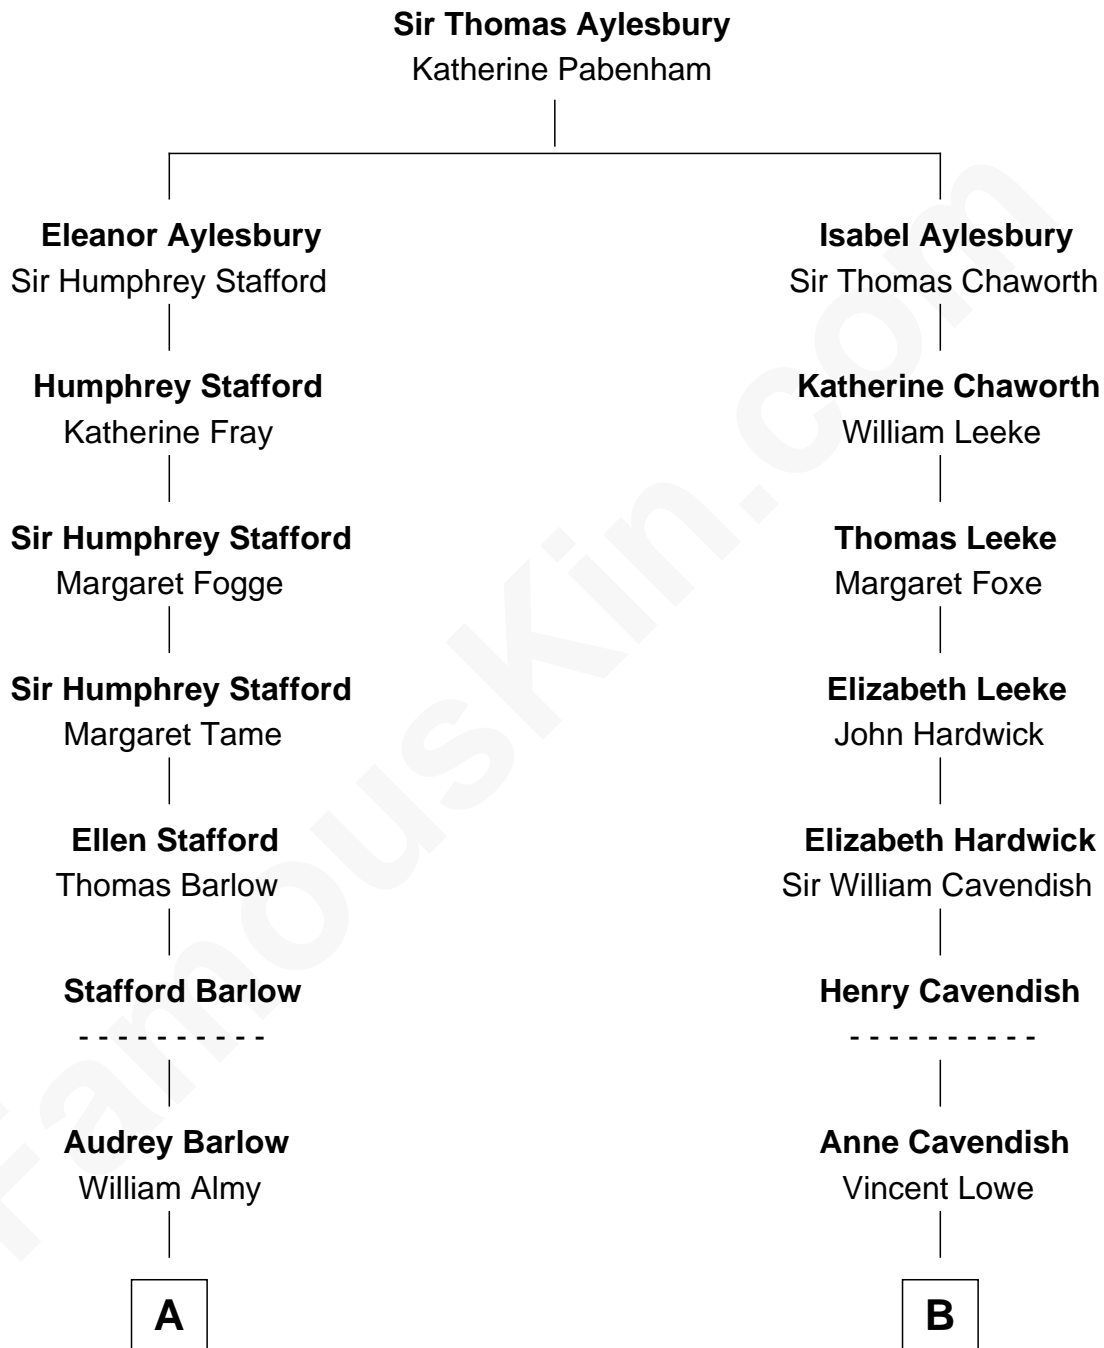 Sir Thomas Aylesbury
Katherine Pabenham
Eleanor Aylesbury
Sir Humphrey Stafford
Isabel Aylesbury
Sir Thomas Chaworth
Humphrey Stafford
Katherine Fray
Katherine Chaworth
William Leeke
Sir Humphrey Stafford
Margaret Fogge
Thomas Leeke
Margaret Foxe
Sir Humphrey Stafford
Margaret Tame
Elizabeth Leeke
John Hardwick
Ellen Stafford
Thomas Barlow
Elizabeth Hardwick
Sir William Cavendish
Stafford Barlow
- - - - - - - - - -
Henry Cavendish
- - - - - - - - - -
Audrey Barlow
William Almy
Anne Cavendish
Vincent Lowe
A
B
FamousKin.com